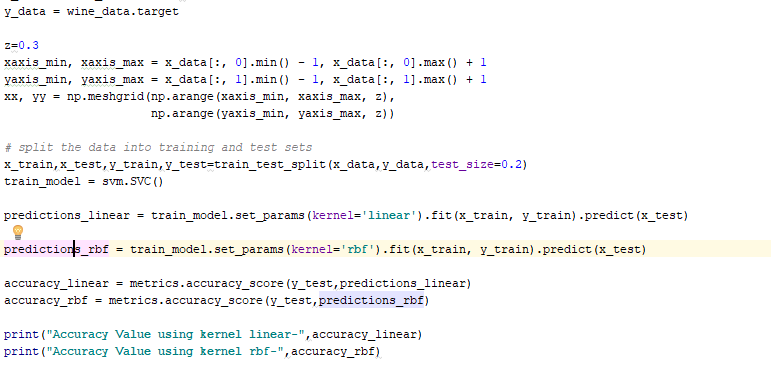 y_data = wine_data.target
z=0.3
xaxis_min, xaxis_max = x_data[:, 0].min() - 1, x_data[:, 0].max() + 1
yaxis_min, yaxis_max = x_data[:, 1].min() - 1, x_data[:, 1].max() + 1
xx, yy = np.meshgrid(np.arange(xaxis_min, xaxis_max, z),
                     np.arange(yaxis_min, yaxis_max, z))
# split the data into training and test sets
x_train,x_test,y_train,y_test=train_test_split(x_data,y_data,test_size=0.2)
train_model = svm.SVC()
predictions_linear = train_model.set_params(kernel='linear').fit(x_train, y_train).predict(x_test)
predictions_rbf = train_model.set_params(kernel='rbf').fit(x_train, y_train).predict(x_test)
accuracy_linear = metrics.accuracy_score(y_test,predictions_linear)
accuracy_rbf = metrics.accuracy_score(y_test,predictions_rbf)
print("Accuracy Value using kernel linear-",accuracy_linear)
print("Accuracy Value using kernel rbf-",accuracy_rbf)